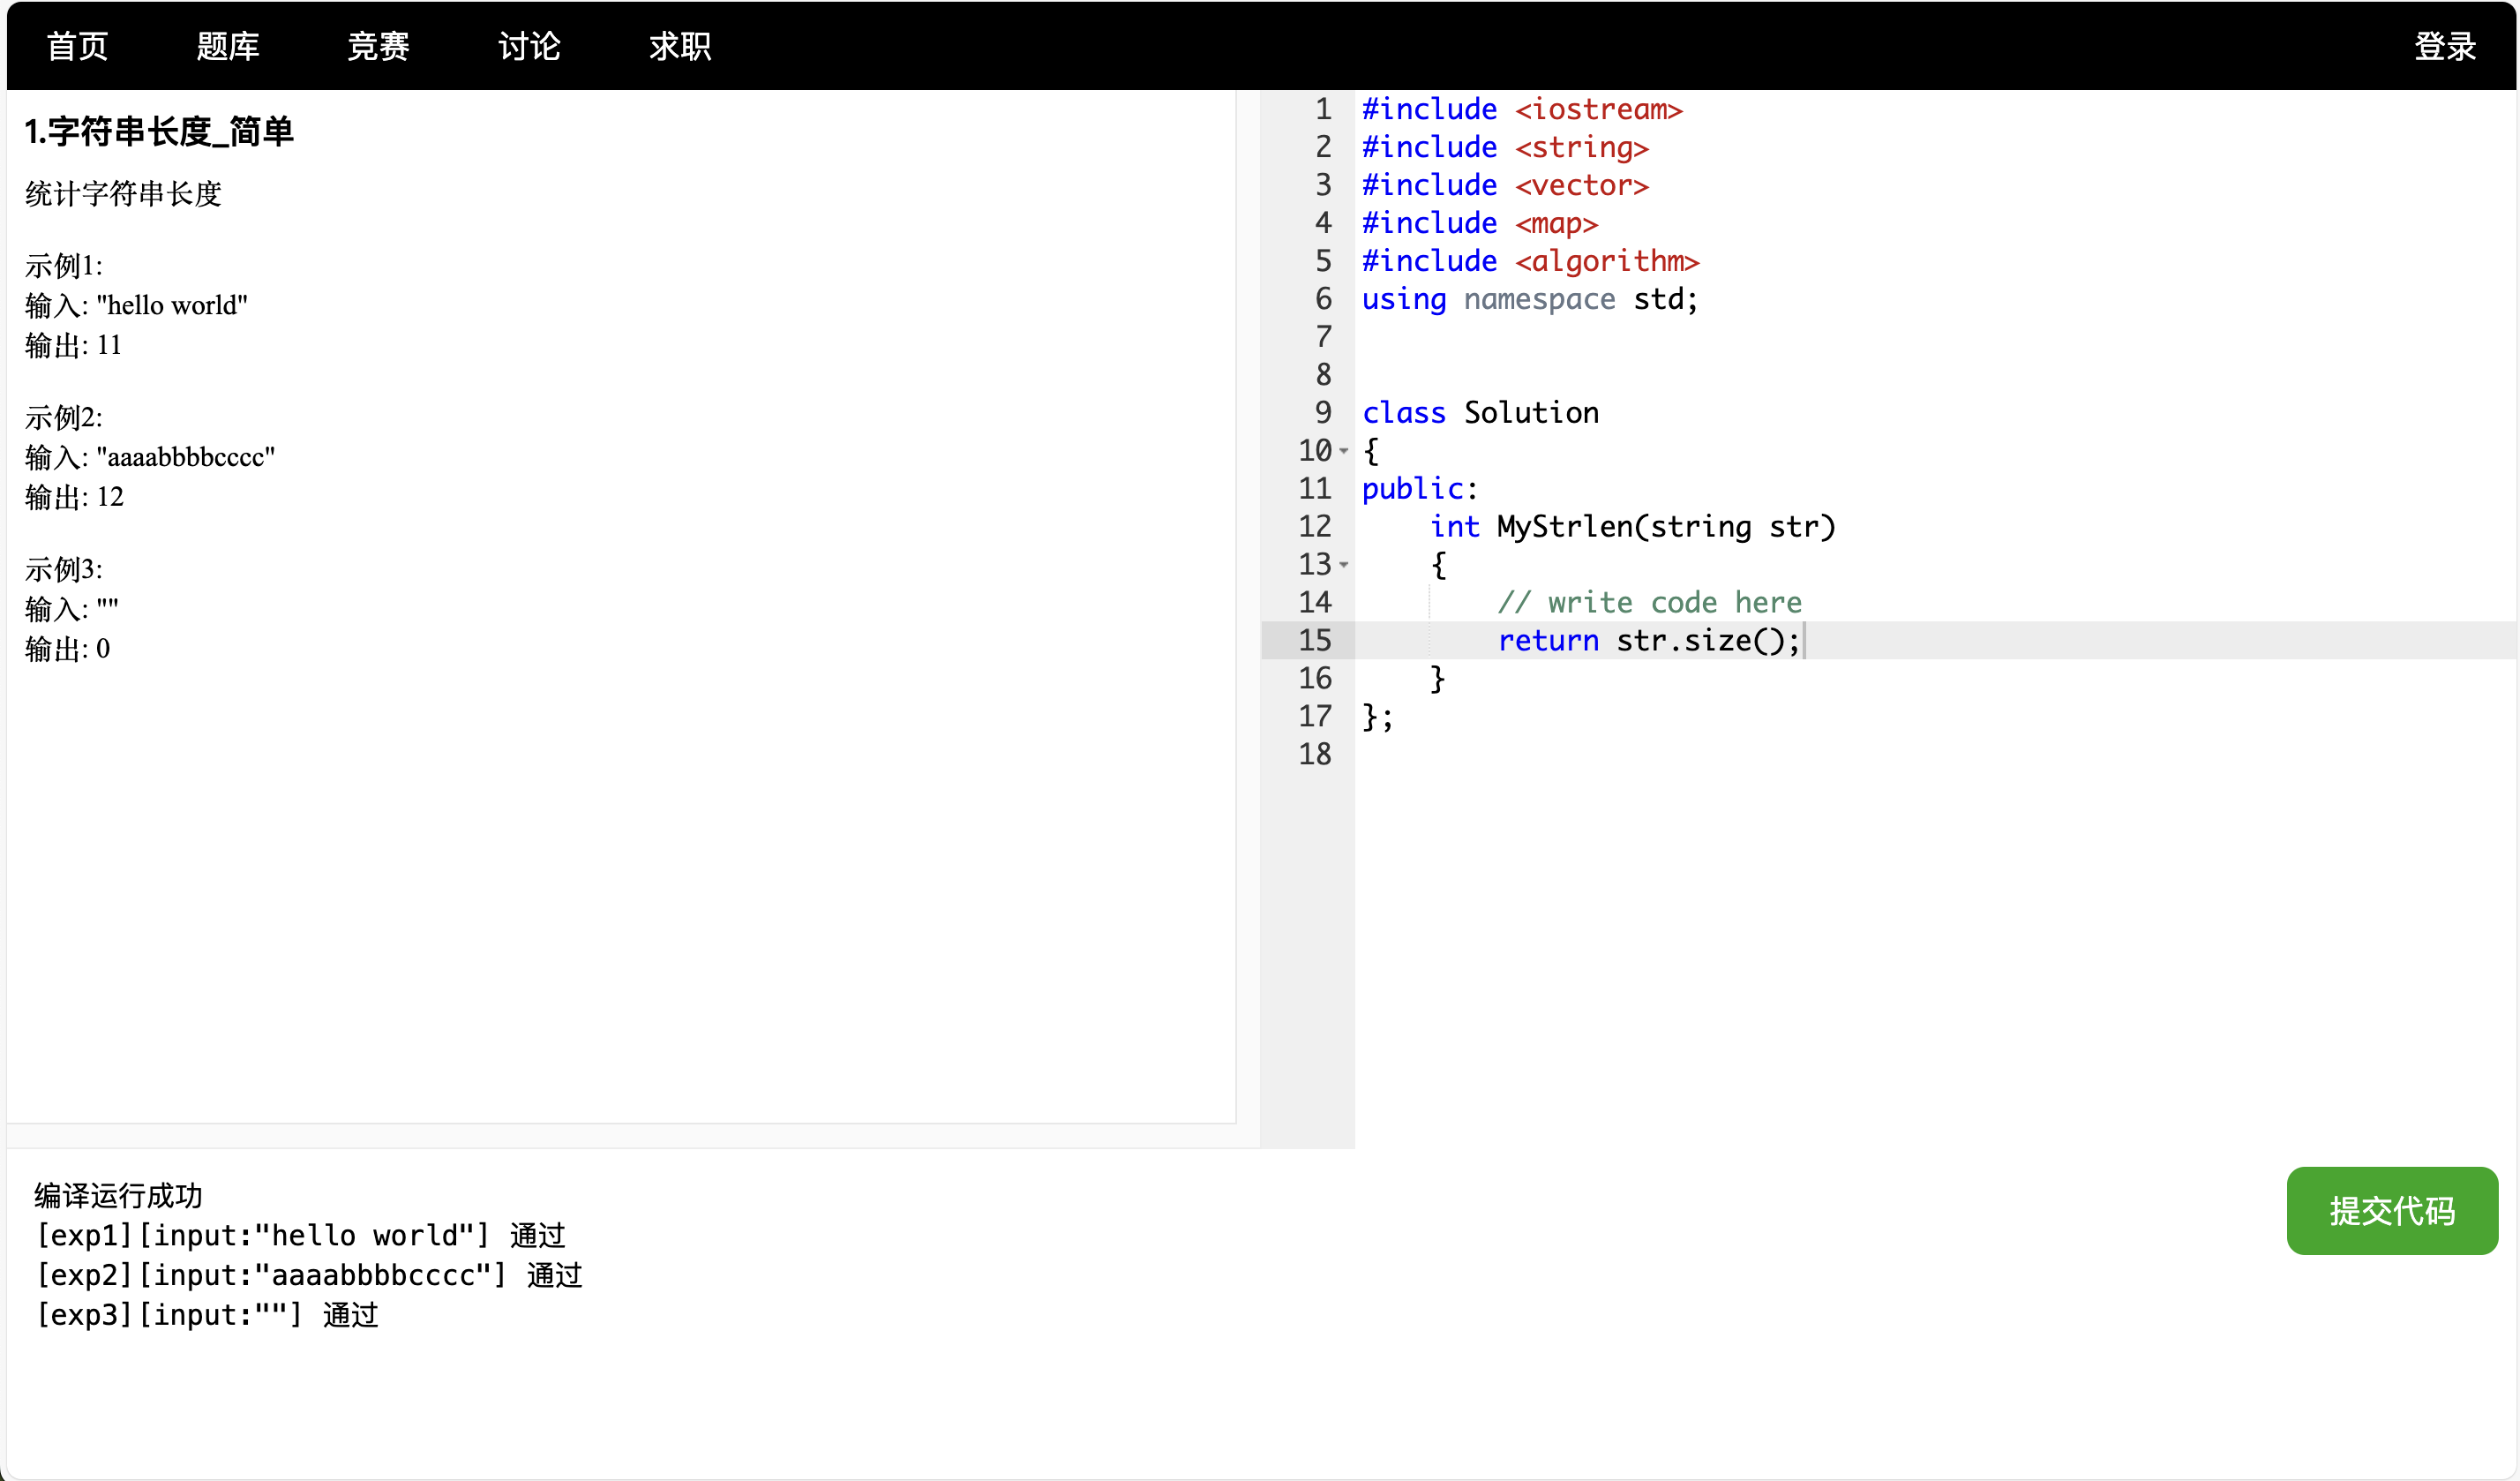 首页 题库 竞赛 讨论 求职 登录
1.字符串长度_简单
统计字符串长度
示例1:
输入: "hello world"
输出: 11
示例2:
输入: "aaaabbbbcccc"
输出: 12
示例3:
输入: ""
输出: 0
1 #include <iostream>
2 #include <string>
3 #include <vector>
4 #include <map>
5 #include <algorithm>
6 using namespace std;
7
8
9 class Solution
10 {
11 public:
12     int MyStrlen(string str)
13     {
14         // write code here
15         return str.size();
16     }
17 };
18
编译运行成功
[exp1][input:"hello world"] 通过
[exp2][input:"aaaabbbbcccc"] 通过
[exp3][input:""] 通过
提交代码